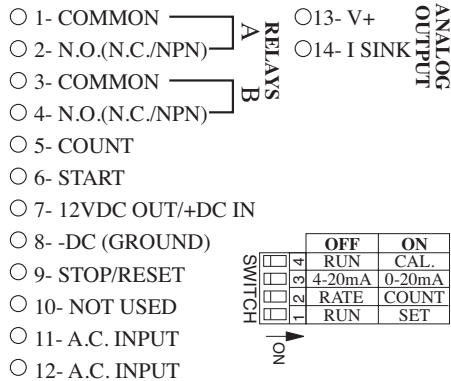 1- COMMON
2- N.O.(N.C./NPN)
3- COMMON
4- N.O.(N.C./NPN)
5- COUNT
6- START
7- 12VDC OUT/+DC IN
8- -DC (GROUND)
9- STOP/RESET
10- NOT USED
11- A.C. INPUT
12- A.C. INPUT
A
B
RELAYS
13- V+
14- I SINK
ANALOG
OUTPUT
OFF ON
4 RUN CAL.
3 4-20mA 0-20mA
2 RATE COUNT
1 RUN SET
SWITCH
ON